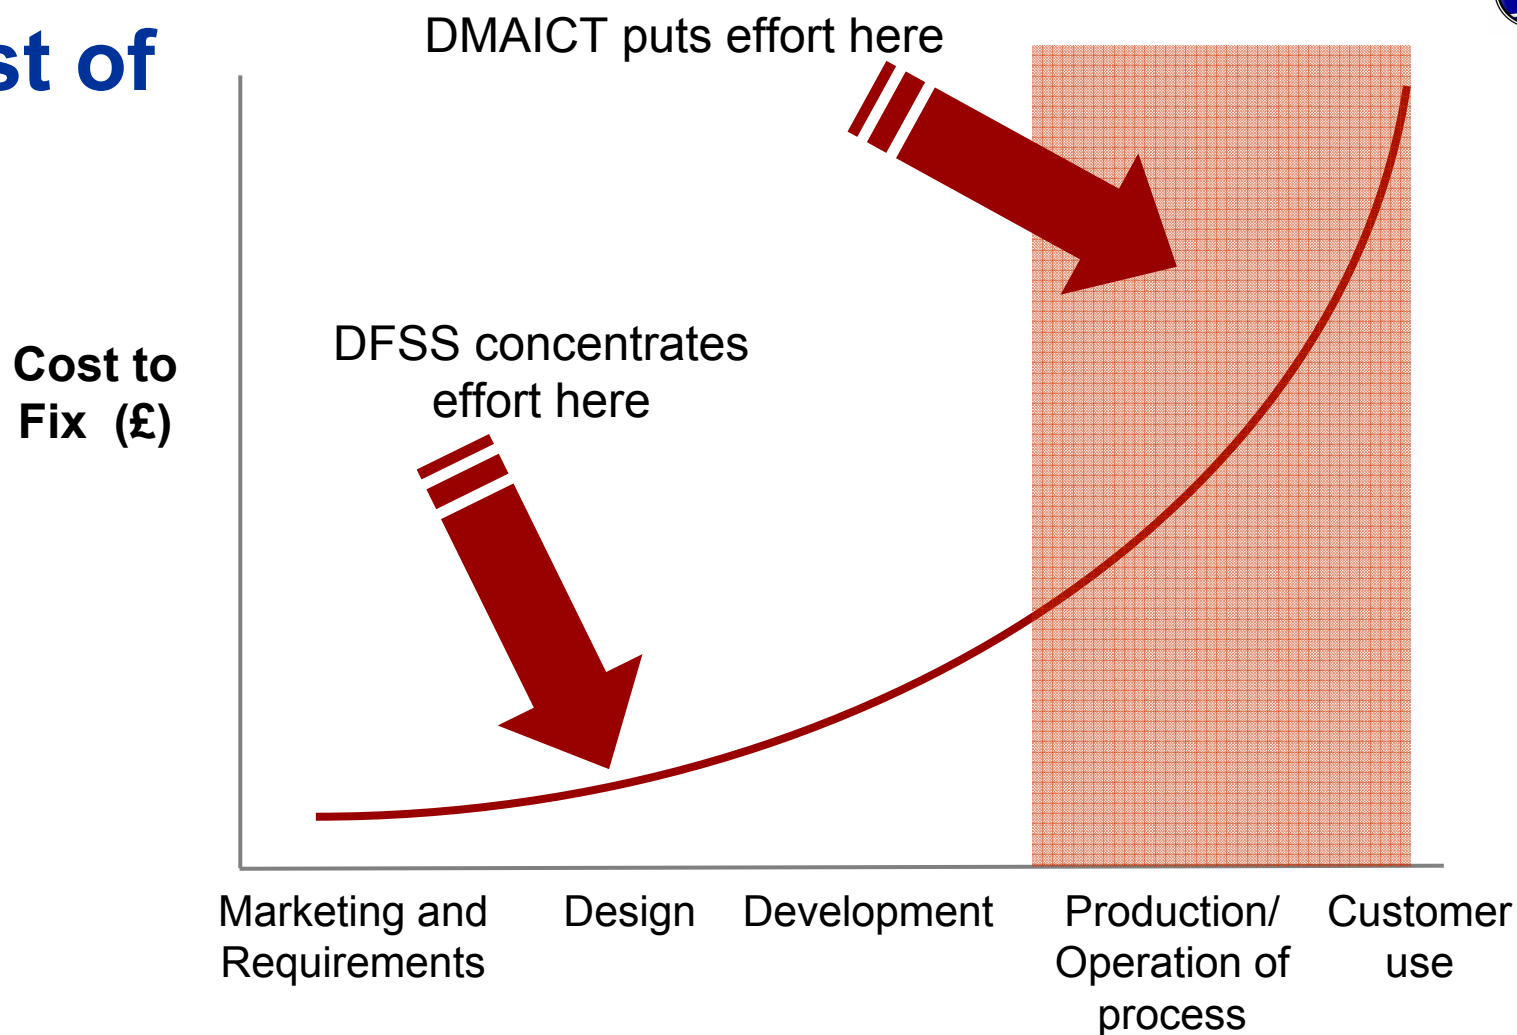 st of
DMAICT puts effort here
DFSS concentrates
effort here
Cost to
Fix (£)
Marketing and
Requirements
Design
Development
Production/
Operation of
process
Customer
use